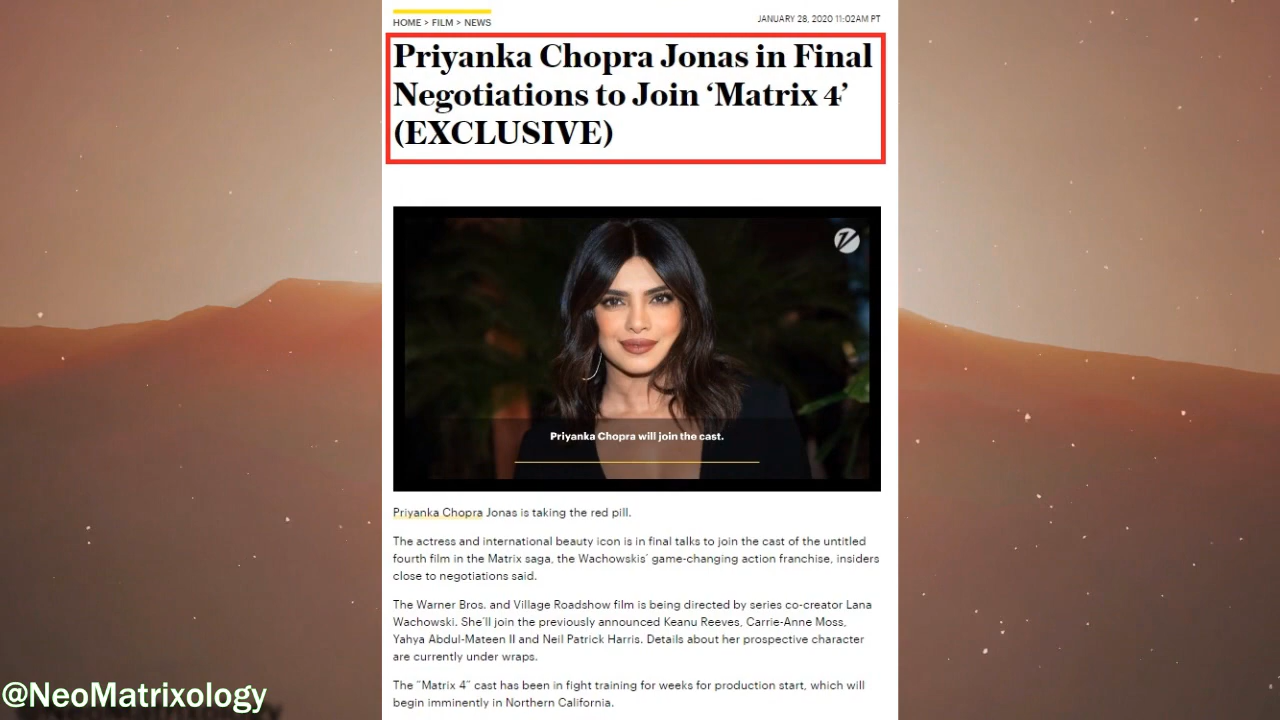 HOME > FILM > NEWS
JANUARY 28, 2020 11:02AM PT
Priyanka Chopra Jonas in Final
Negotiations to Join ‘Matrix 4’
(EXCLUSIVE)
V
Priyanka Chopra will join the cast.
Priyanka Chopra Jonas is taking the red pill.
The actress and international beauty icon is in final talks to join the cast of the untitled
fourth film in the Matrix saga, the Wachowskis’ game-changing action franchise, insiders
close to negotiations said.
The Warner Bros. and Village Roadshow film is being directed by series co-creator Lana
Wachowski. She’ll join the previously announced Keanu Reeves, Carrie-Anne Moss,
Yahya Abdul-Mateen II and Neil Patrick Harris. Details about her prospective character
are currently under wraps.
The “Matrix 4” cast has been in fight training for weeks for production start, which will
begin imminently in Northern California.
@NeoMatrixology